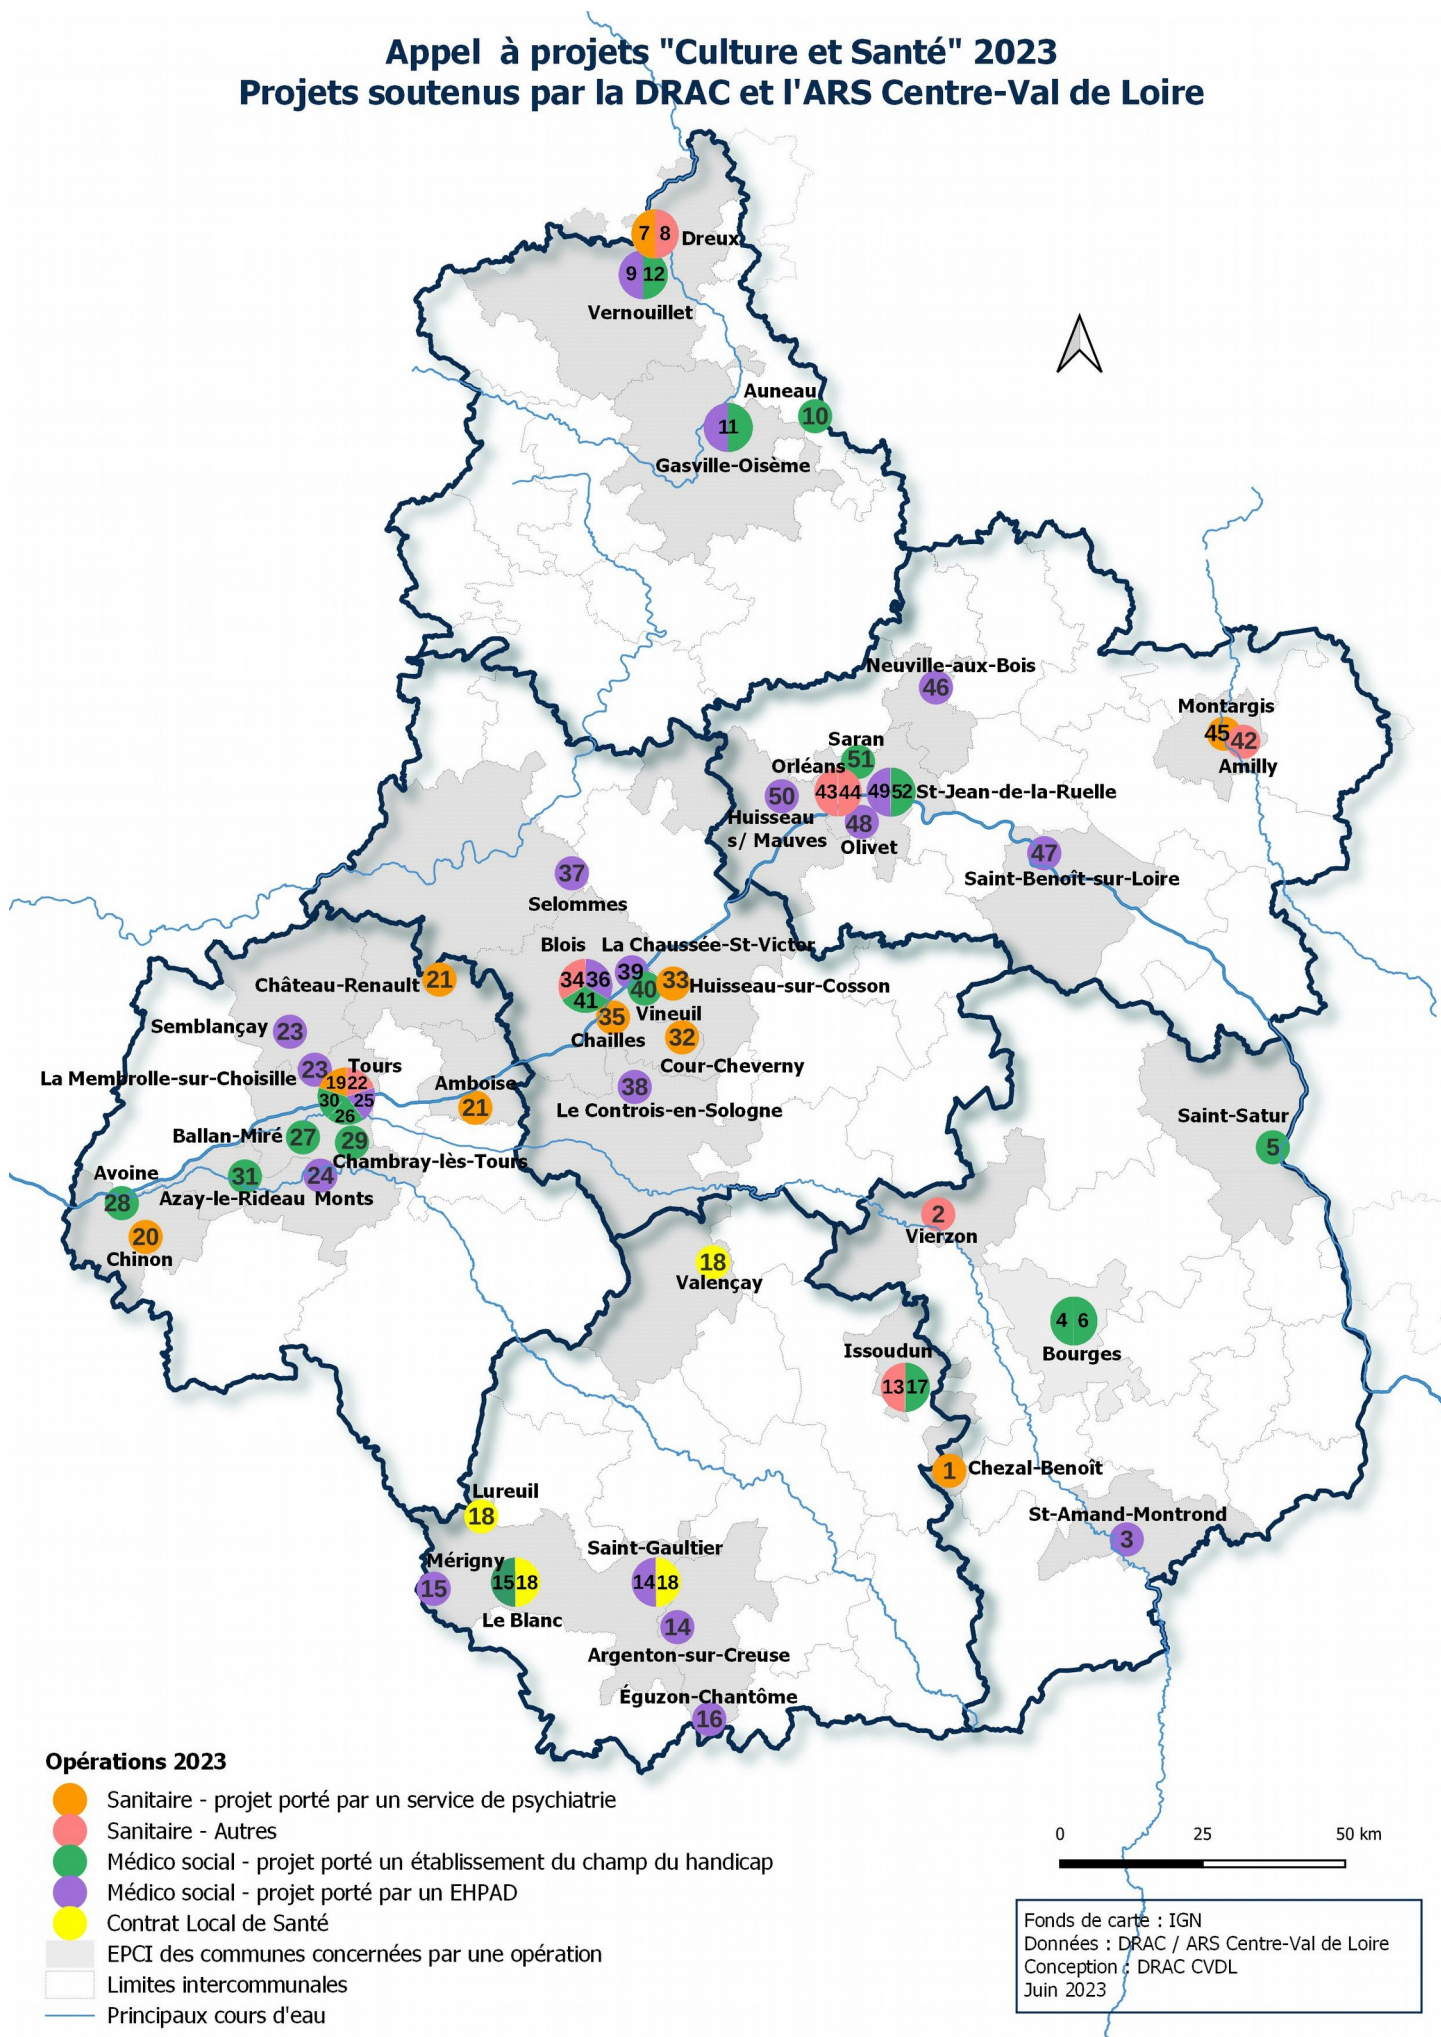 Appel à projets "Culture et Santé" 2023
Projets soutenus par la DRAC et l'ARS Centre-Val de Loire
7 8
Dreux
9 12
Vernouillet
Auneau
10
11
Gasville-Oisème
Neuville-aux-Bois
46
Montargis
45
42
Amilly
Saran
51
Orléans
43 44
49 52
St-Jean-de-la-Ruelle
50
Huisseau
s/ Mauves
48
Olivet
47
Saint-Benoît-sur-Loire
37
Selommes
Blois
La Chaussée-St-Victor
34 36
41
39
40
33
Huisseau-sur-Cosson
Vineuil
35
Chailles
32
Cour-Cheverny
38
Le Controis-en-Sologne
Château-Renault
21
Semblançay
23
La Membrolle-sur-Choisille
23
Tours
19 22
30 25
26
Amboise
21
Ballan-Miré
27
29
Chambray-lès-Tours
Avoine
28
31
Azay-le-Rideau
24
Monts
20
Chinon
Saint-Satur
5
2
Vierzon
18
Valençay
4 6
Bourges
Issoudun
13 17
1
Chezal-Benoît
St-Amand-Montrond
3
Lureuil
18
Mérigny
15
15 18
Le Blanc
Saint-Gaultier
14 18
14
Argenton-sur-Creuse
Éguzon-Chantôme
16
Opérations 2023
Sanitaire - projet porté par un service de psychiatrie
Sanitaire - Autres
Médico social - projet porté un établissement du champ du handicap
Médico social - projet porté par un EHPAD
Contrat Local de Santé
EPCI des communes concernées par une opération
Limites intercommunales
Principaux cours d'eau
0 25 50 km
Fonds de carte : IGN
Données : DRAC / ARS Centre-Val de Loire
Conception : DRAC CVDL
Juin 2023